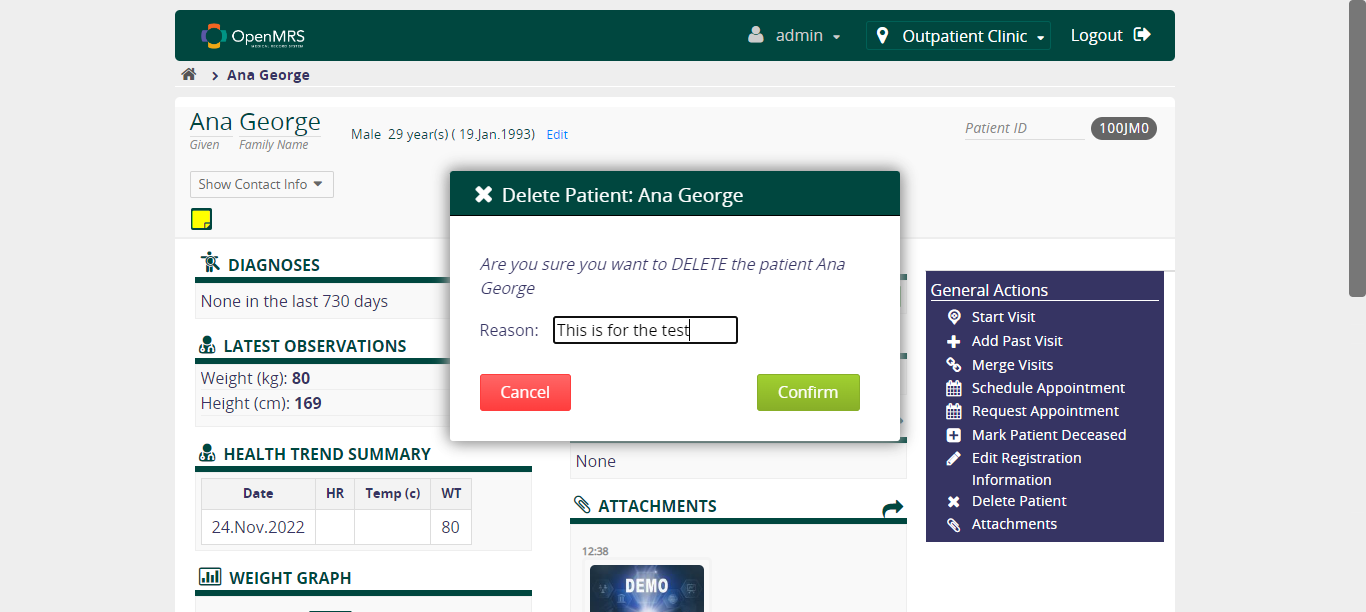 OpenMRS
MEDICAL RECORD SYSTEM
admin
Outpatient Clinic
Logout
Ana George
Ana George
Given Family Name
Male 29 year(s) ( 19.Jan.1993) Edit
Patient ID 100JM0
Show Contact Info
Delete Patient: Ana George
Are you sure you want to DELETE the patient Ana
George
Reason: This is for the test
Cancel Confirm
DIAGNOSES
None in the last 730 days
LATEST OBSERVATIONS
Weight (kg): 80
Height (cm): 169
HEALTH TREND SUMMARY
Date HR Temp (c) WT
24.Nov.2022 80
WEIGHT GRAPH
None
ATTACHMENTS
12:38
DEMO
General Actions
Start Visit
Add Past Visit
Merge Visits
Schedule Appointment
Request Appointment
Mark Patient Deceased
Edit Registration
Information
Delete Patient
Attachments